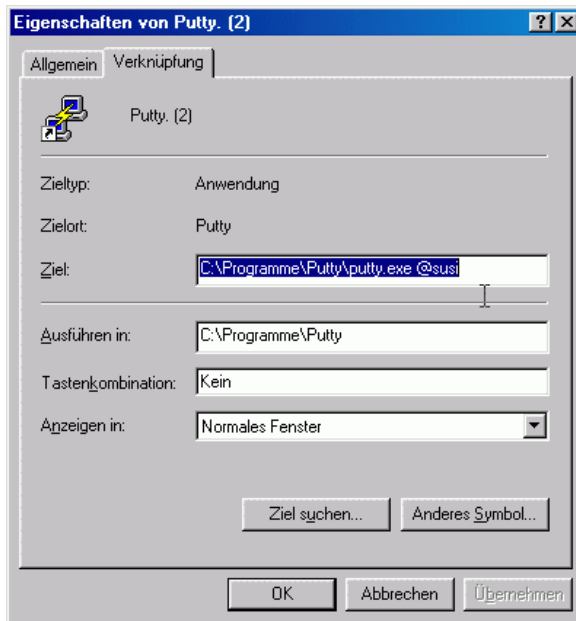 Eigenschaften von Putty. (2)
Allgemein Verknüpfung
Putty. (2)
Zieltyp: Anwendung
Zielort: Putty
Ziel: C:\Programme\Putty\putty.exe @susi
Ausführen in: C:\Programme\Putty
Tastenkombination: Kein
Anzeigen in: Normales Fenster
Ziel suchen... Anderes Symbol...
OK Abbrechen Übernehmen